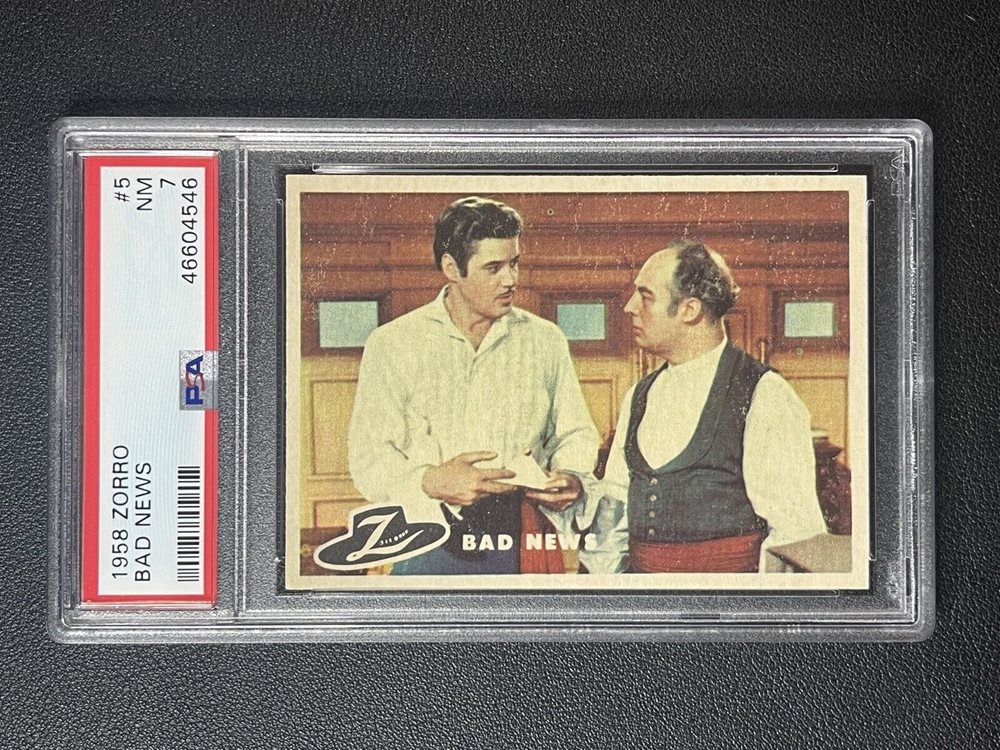 1958 ZORRO
BAD NEWS
#5
NM 7
46604546
PSA
Z
BAD NEWS